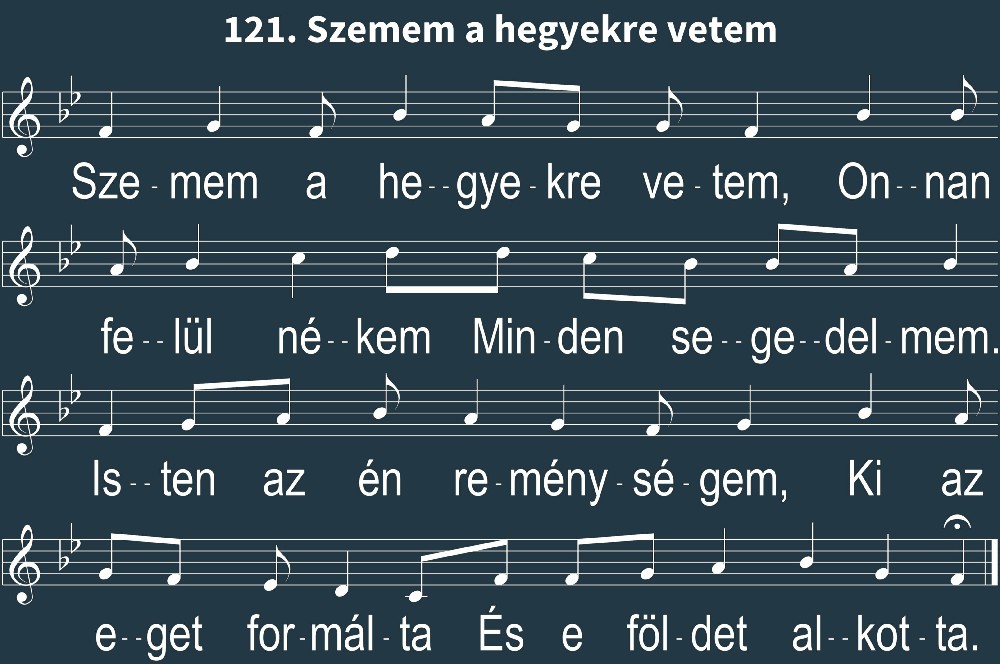 121. Szemem a hegyekre vetem
Sze - mem a he - - gye - kre ve - tem, On - - nan
fe - - lül né - - kem Min - den se - - ge - - del - mem.
Is - - ten az én re - mény - sé - gem, Ki az
e - - get for - mál - ta És e föl - det al - - kot - ta.